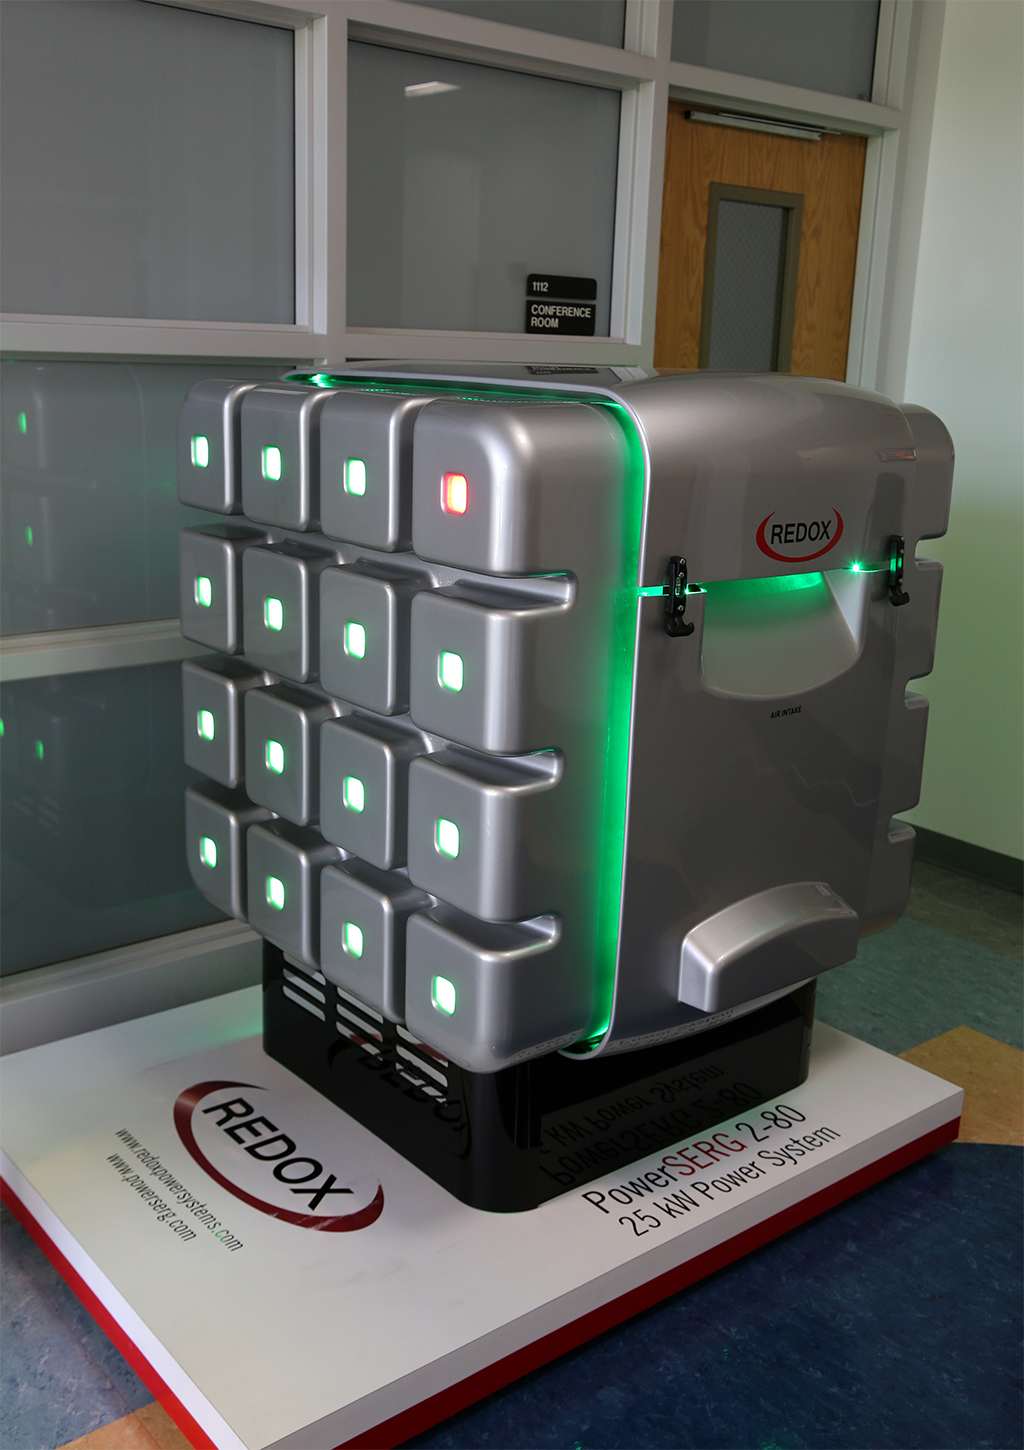 1112
CONFERENCE
ROOM
REDOX
AIR INTAKE
REDOX
www.redoxpowersystems.com
www.powerserg.com
PowerSERG 2-80
25 kW Power System